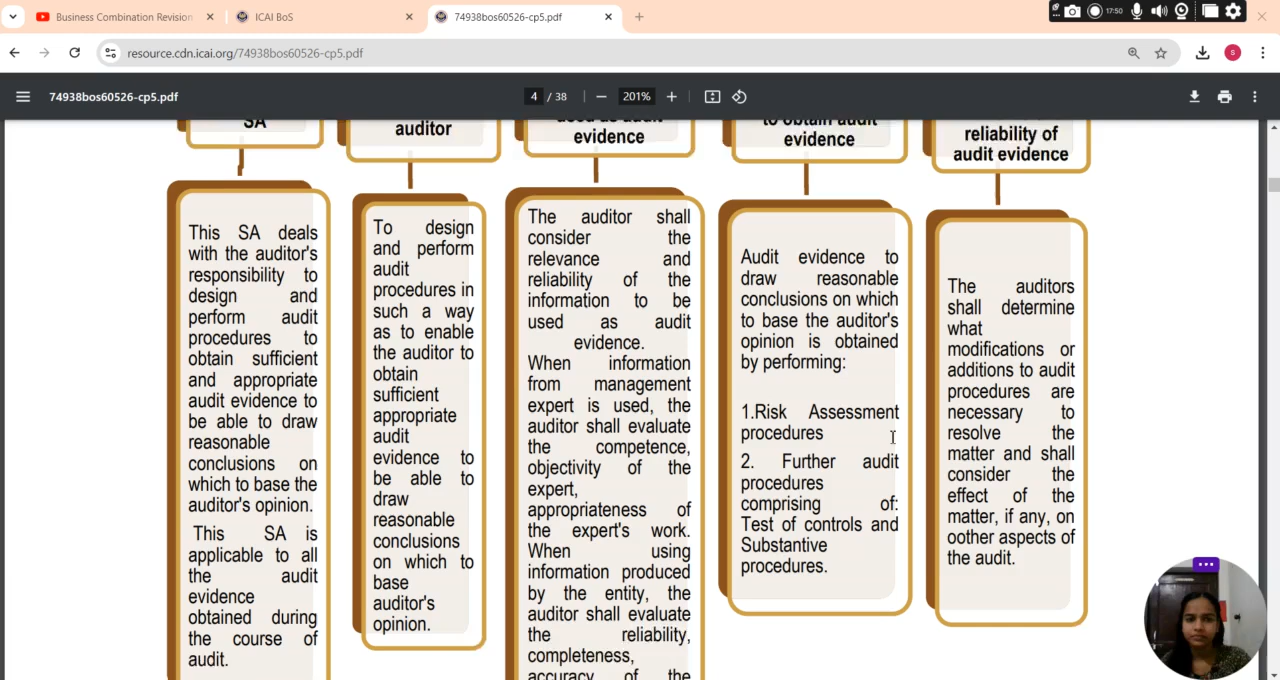 Business Combination Revision
ICAI BoS
74938bos60526-cp5.pdf
17:50
resource.cdn.icai.org/74938bos60526-cp5.pdf
S
74938bos60526-cp5.pdf
4 / 38
201%
SA
auditor
used as audit
evidence
to obtain audit
evidence
reliability of
audit evidence
This SA deals
with the auditor's
responsibility to
design and
perform audit
procedures to
obtain sufficient
and appropriate
audit evidence to
be able to draw
reasonable
conclusions on
which to base the
auditor's opinion.
This SA is
applicable to all
the audit
evidence
obtained during
the course of
audit.
To design
and perform
audit
procedures in
such a way
as to enable
the auditor to
obtain
sufficient
appropriate
audit
evidence to
be able to
draw
reasonable
conclusions
on which to
base
auditor's
opinion.
The auditor shall
consider the
relevance and
reliability of the
information to be
used as audit
evidence.
When information
from management
expert is used, the
auditor shall evaluate
the competence,
objectivity of the
expert,
appropriateness of
the expert's work.
When using
information produced
by the entity, the
auditor shall evaluate
the reliability,
completeness,
accuracy of the
Audit evidence to
draw reasonable
conclusions on which
to base the auditor's
opinion is obtained
by performing:
1.Risk Assessment
procedures
2. Further audit
procedures
comprising of:
Test of controls and
Substantive
procedures.
The auditors
shall determine
what
modifications or
additions to audit
procedures are
necessary to
resolve the
matter and shall
consider the
effect of the
matter, if any, on
oother aspects of
the audit.